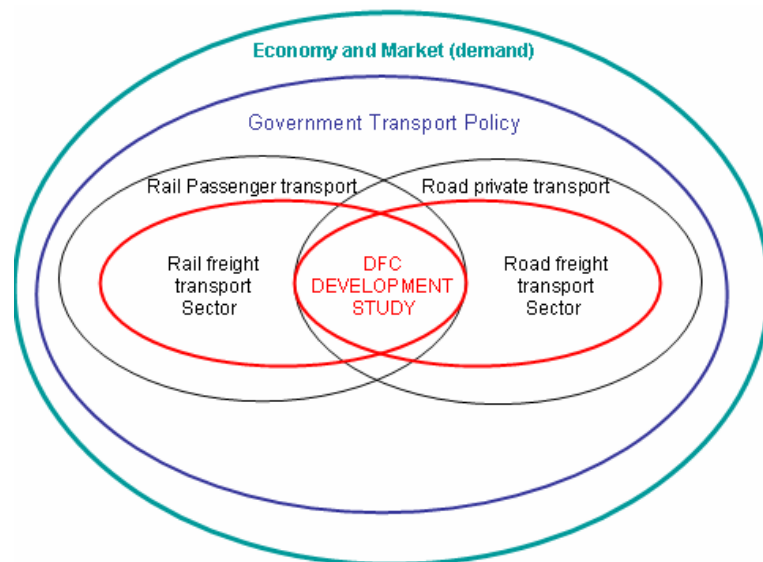 Economy and Market (demand)
Government Transport Policy
Rail Passenger transport
Road private transport
Rail freight
transport
Sector
DFC
DEVELOPMENT
STUDY
Road freight
transport
Sector